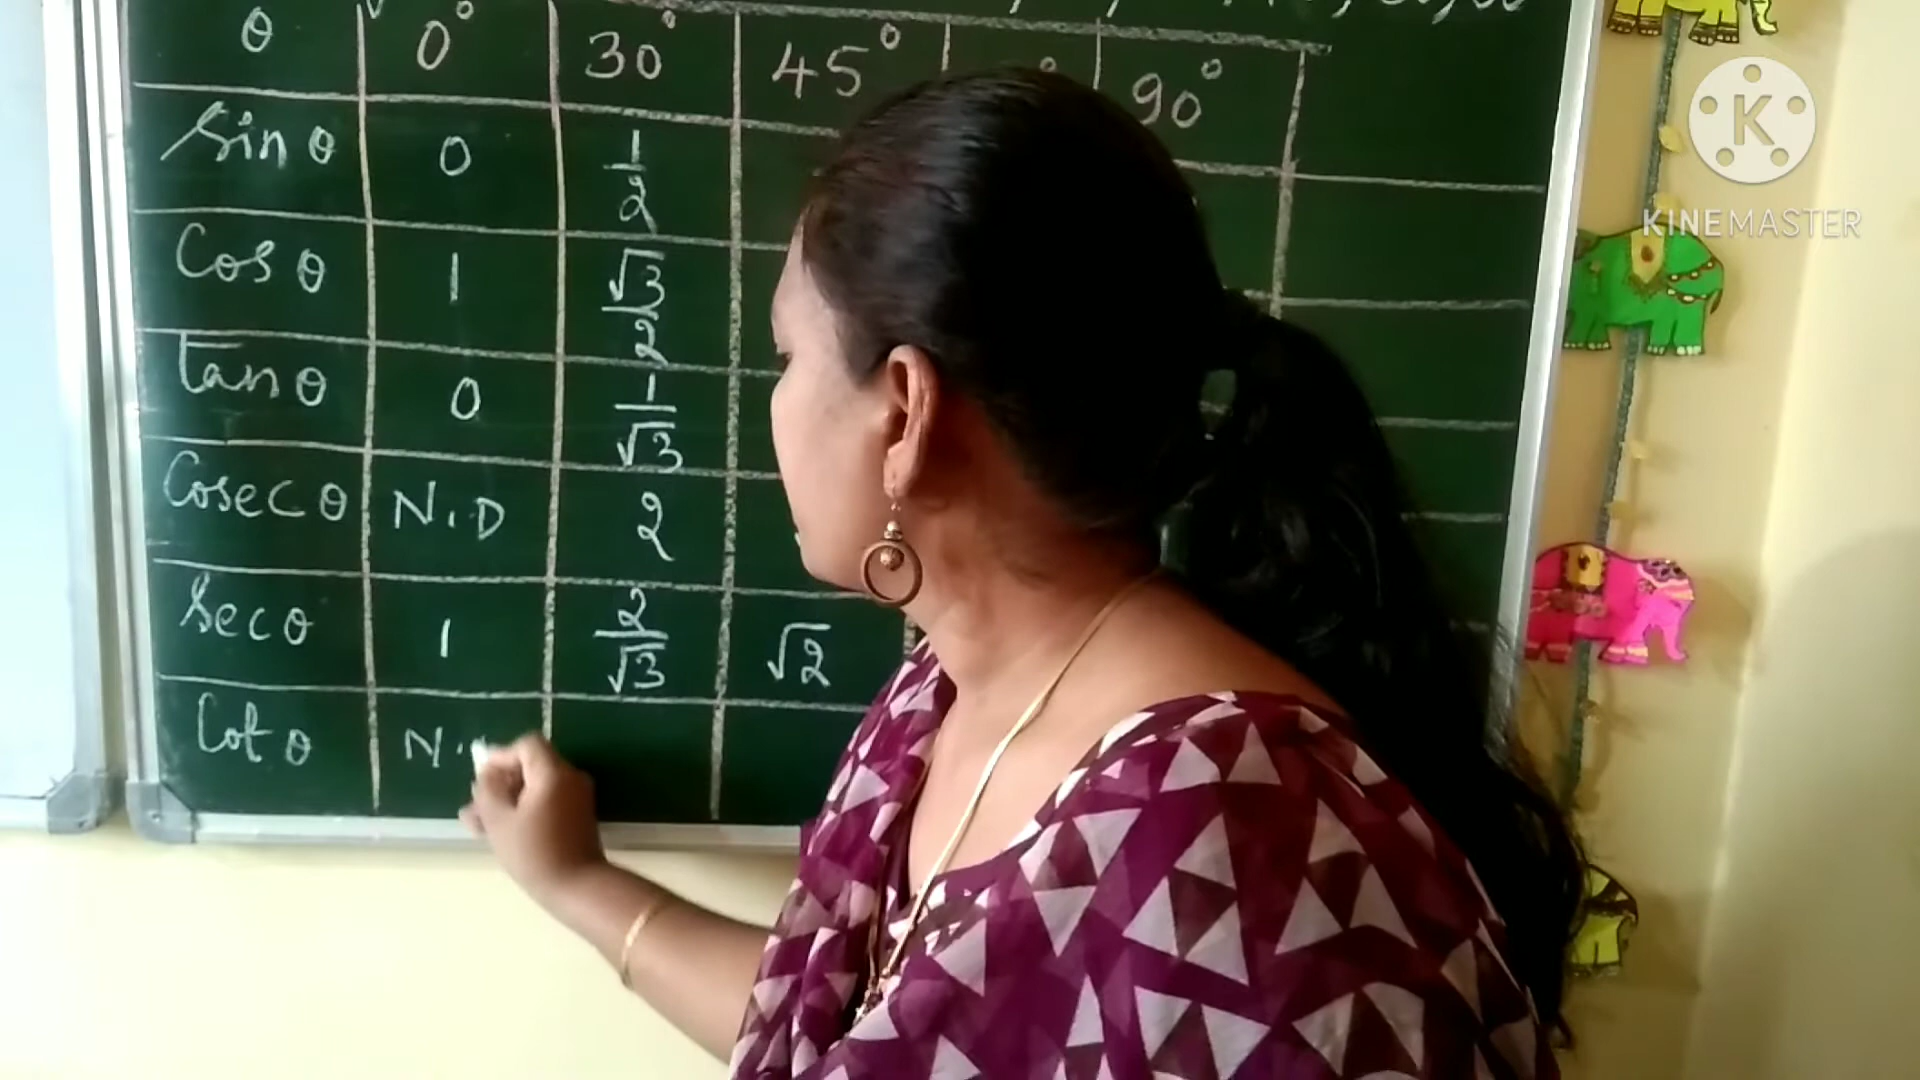 θ 0° 30° 45° 90°
sin θ 0 1/2
Cos θ 1 √3/2
tan θ 0 1/√3
Cosec θ N.D 2
Sec θ 1 2/√3 √2
Cot θ N.
K
KINEMASTER